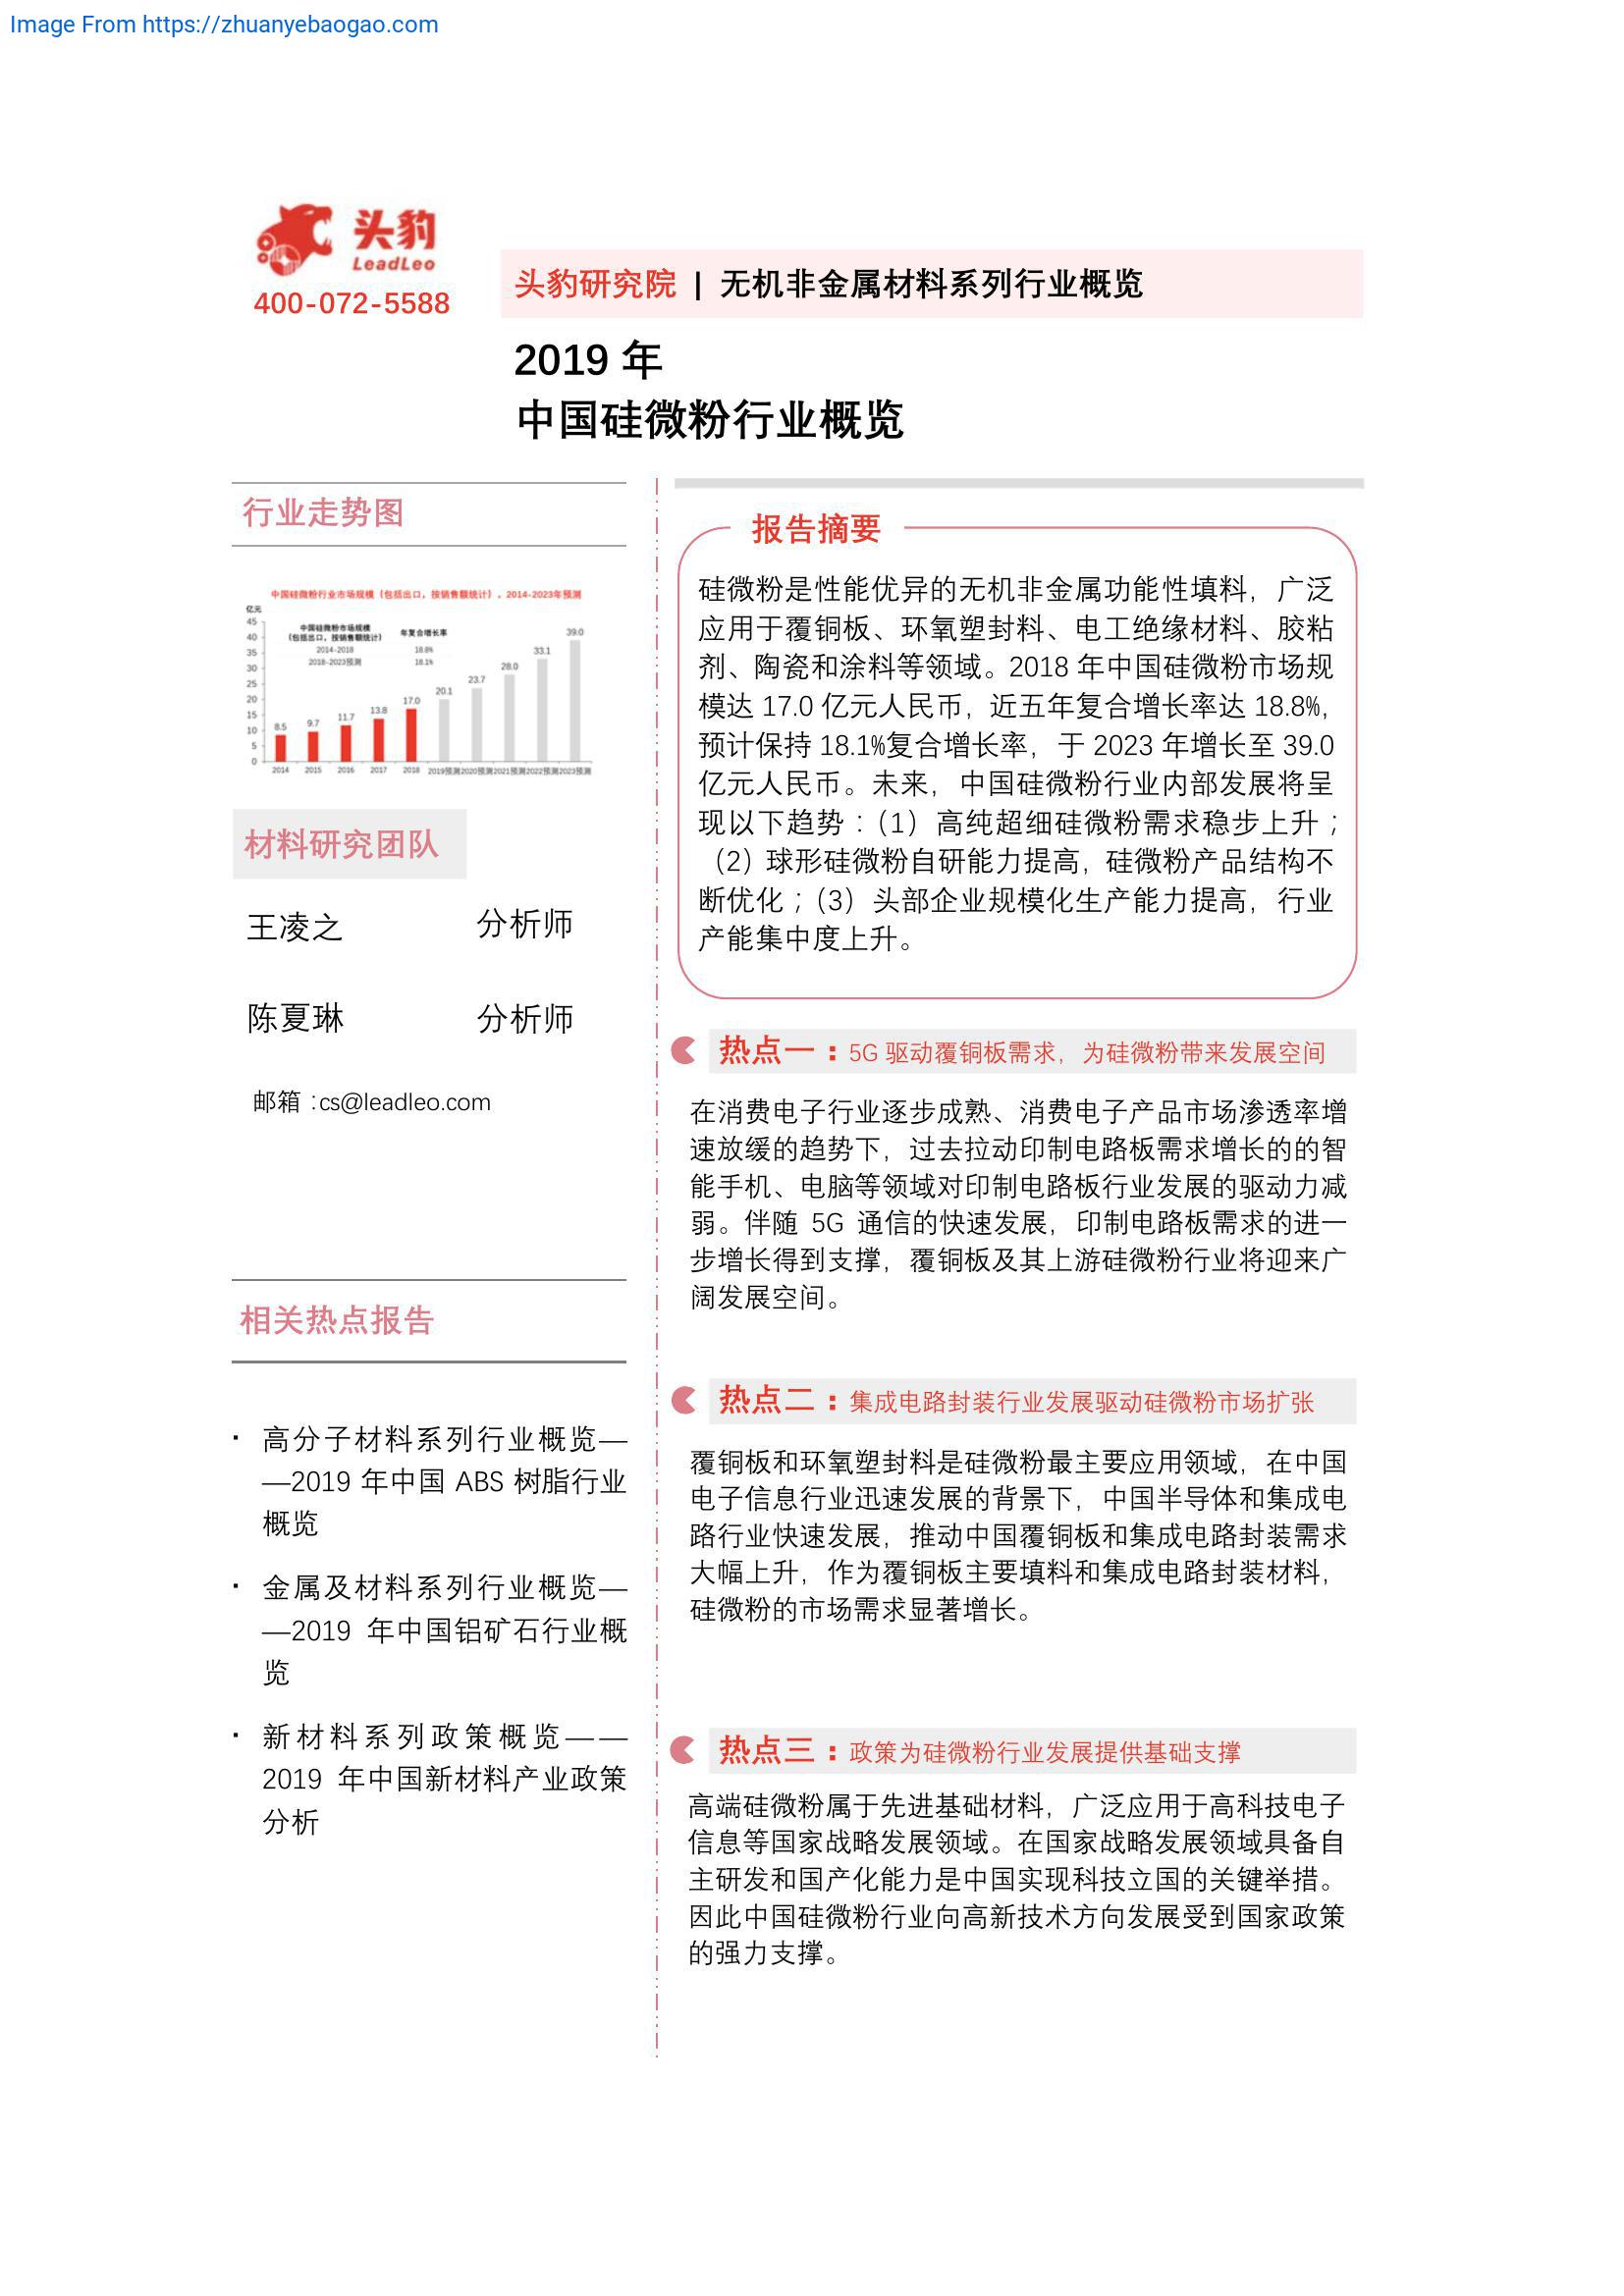 Image From https://zhuanyebaogao.com
头豹
LeadLeo
400-072-5588
头豹研究院 | 无机非金属材料系列行业概览
2019 年
中国硅微粉行业概览
行业走势图
中国硅微粉行业市场规模（包括出口，按销售额统计），2014-2023年预测
亿元
45
40
35
30
25
20
15
10
5
0
中国硅微粉市场规模
（包括出口，按销售额统计）
年复合增长率
2014-2018 18.8%
2018-2023预测 18.1%
8.5 9.7 11.7 13.8 17.0 20.1 23.7 28.0 33.1 39.0
2014 2015 2016 2017 2018 2019预测 2020预测 2021预测 2022预测 2023预测
材料研究团队
王凌之 分析师
陈夏琳 分析师
邮箱：cs@leadleo.com
相关热点报告
· 高分子材料系列行业概览—
—2019 年中国 ABS 树脂行业
概览
· 金属及材料系列行业概览—
—2019 年中国铝矿石行业概
览
· 新材料系列政策概览——
2019 年中国新材料产业政策
分析
报告摘要
硅微粉是性能优异的无机非金属功能性填料，广泛
应用于覆铜板、环氧塑封料、电工绝缘材料、胶粘
剂、陶瓷和涂料等领域。2018 年中国硅微粉市场规
模达 17.0 亿元人民币，近五年复合增长率达 18.8%，
预计保持 18.1%复合增长率，于 2023 年增长至 39.0
亿元人民币。未来，中国硅微粉行业内部发展将呈
现以下趋势：（1）高纯超细硅微粉需求稳步上升；
（2）球形硅微粉自研能力提高，硅微粉产品结构不
断优化；（3）头部企业规模化生产能力提高，行业
产能集中度上升。
热点一：5G 驱动覆铜板需求，为硅微粉带来发展空间
在消费电子行业逐步成熟、消费电子产品市场渗透率增
速放缓的趋势下，过去拉动印制电路板需求增长的的智
能手机、电脑等领域对印制电路板行业发展的驱动力减
弱。伴随 5G 通信的快速发展，印制电路板需求的进一
步增长得到支撑，覆铜板及其上游硅微粉行业将迎来广
阔发展空间。
热点二：集成电路封装行业发展驱动硅微粉市场扩张
覆铜板和环氧塑封料是硅微粉最主要应用领域，在中国
电子信息行业迅速发展的背景下，中国半导体和集成电
路行业快速发展，推动中国覆铜板和集成电路封装需求
大幅上升，作为覆铜板主要填料和集成电路封装材料，
硅微粉的市场需求显著增长。
热点三：政策为硅微粉行业发展提供基础支撑
高端硅微粉属于先进基础材料，广泛应用于高科技电子
信息等国家战略发展领域。在国家战略发展领域具备自
主研发和国产化能力是中国实现科技立国的关键举措。
因此中国硅微粉行业向高新技术方向发展受到国家政策
的强力支撑。